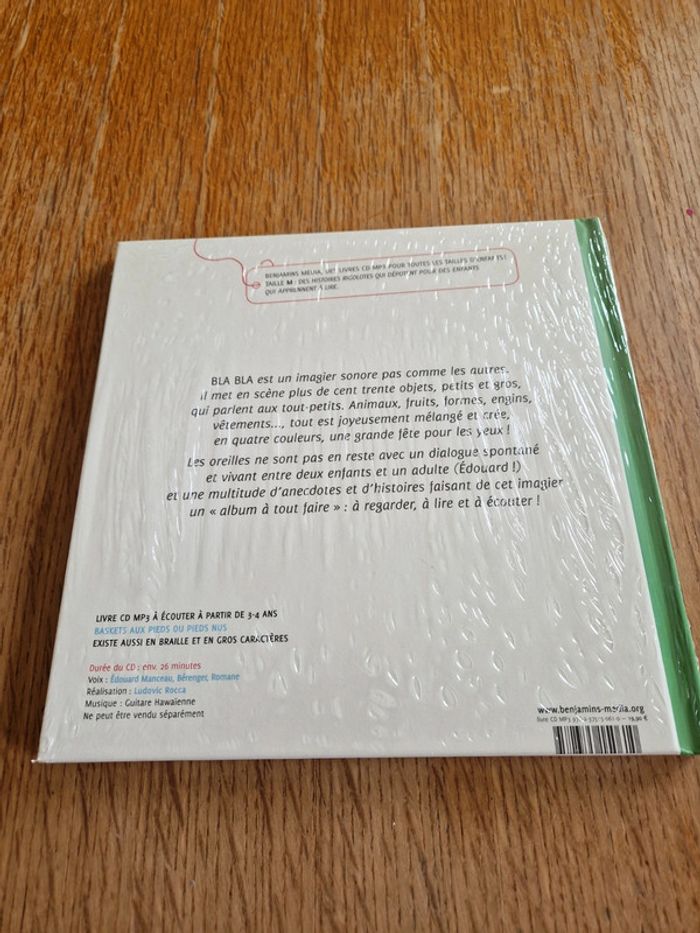 BENJAMINS MEDIA, LIVRES CD MP3 POUR TOUTES LES TAILLES D'ENFANTS !
TAILLE M : DES HISTOIRES RIGOLOTES QUI DÉPOTENT POUR DES ENFANTS
QUI APPRENNENT À LIRE.
BLA BLA est un imagier sonore pas comme les autres.
Il met en scène plus de cent trente objets, petits et gros,
qui parlent aux tout-petits. Animaux, fruits, formes, engins,
vêtements..., tout est joyeusement mélangé et crée,
en quatre couleurs, une grande fête pour les yeux !
Les oreilles ne sont pas en reste avec un dialogue spontané
et vivant entre deux enfants et un adulte (Édouard !)
et une multitude d'anecdotes et d'histoires faisant de cet imagier
un « album à tout faire » : à regarder, à lire et à écouter !
LIVRE CD MP3 À ÉCOUTER À PARTIR DE 3-4 ANS
BASKETS AUX PIEDS OU PIEDS NUS
EXISTE AUSSI EN BRAILLE ET EN GROS CARACTÈRES
Durée du CD : env. 26 minutes
Voix : Édouard Manceau, Bérenger, Romane
Réalisation : Ludovic Rocca
Musique : Guitare Hawaïenne
Ne peut être vendu séparément
www.benjamins-media.org
livre CD MP3 — 19,90 €